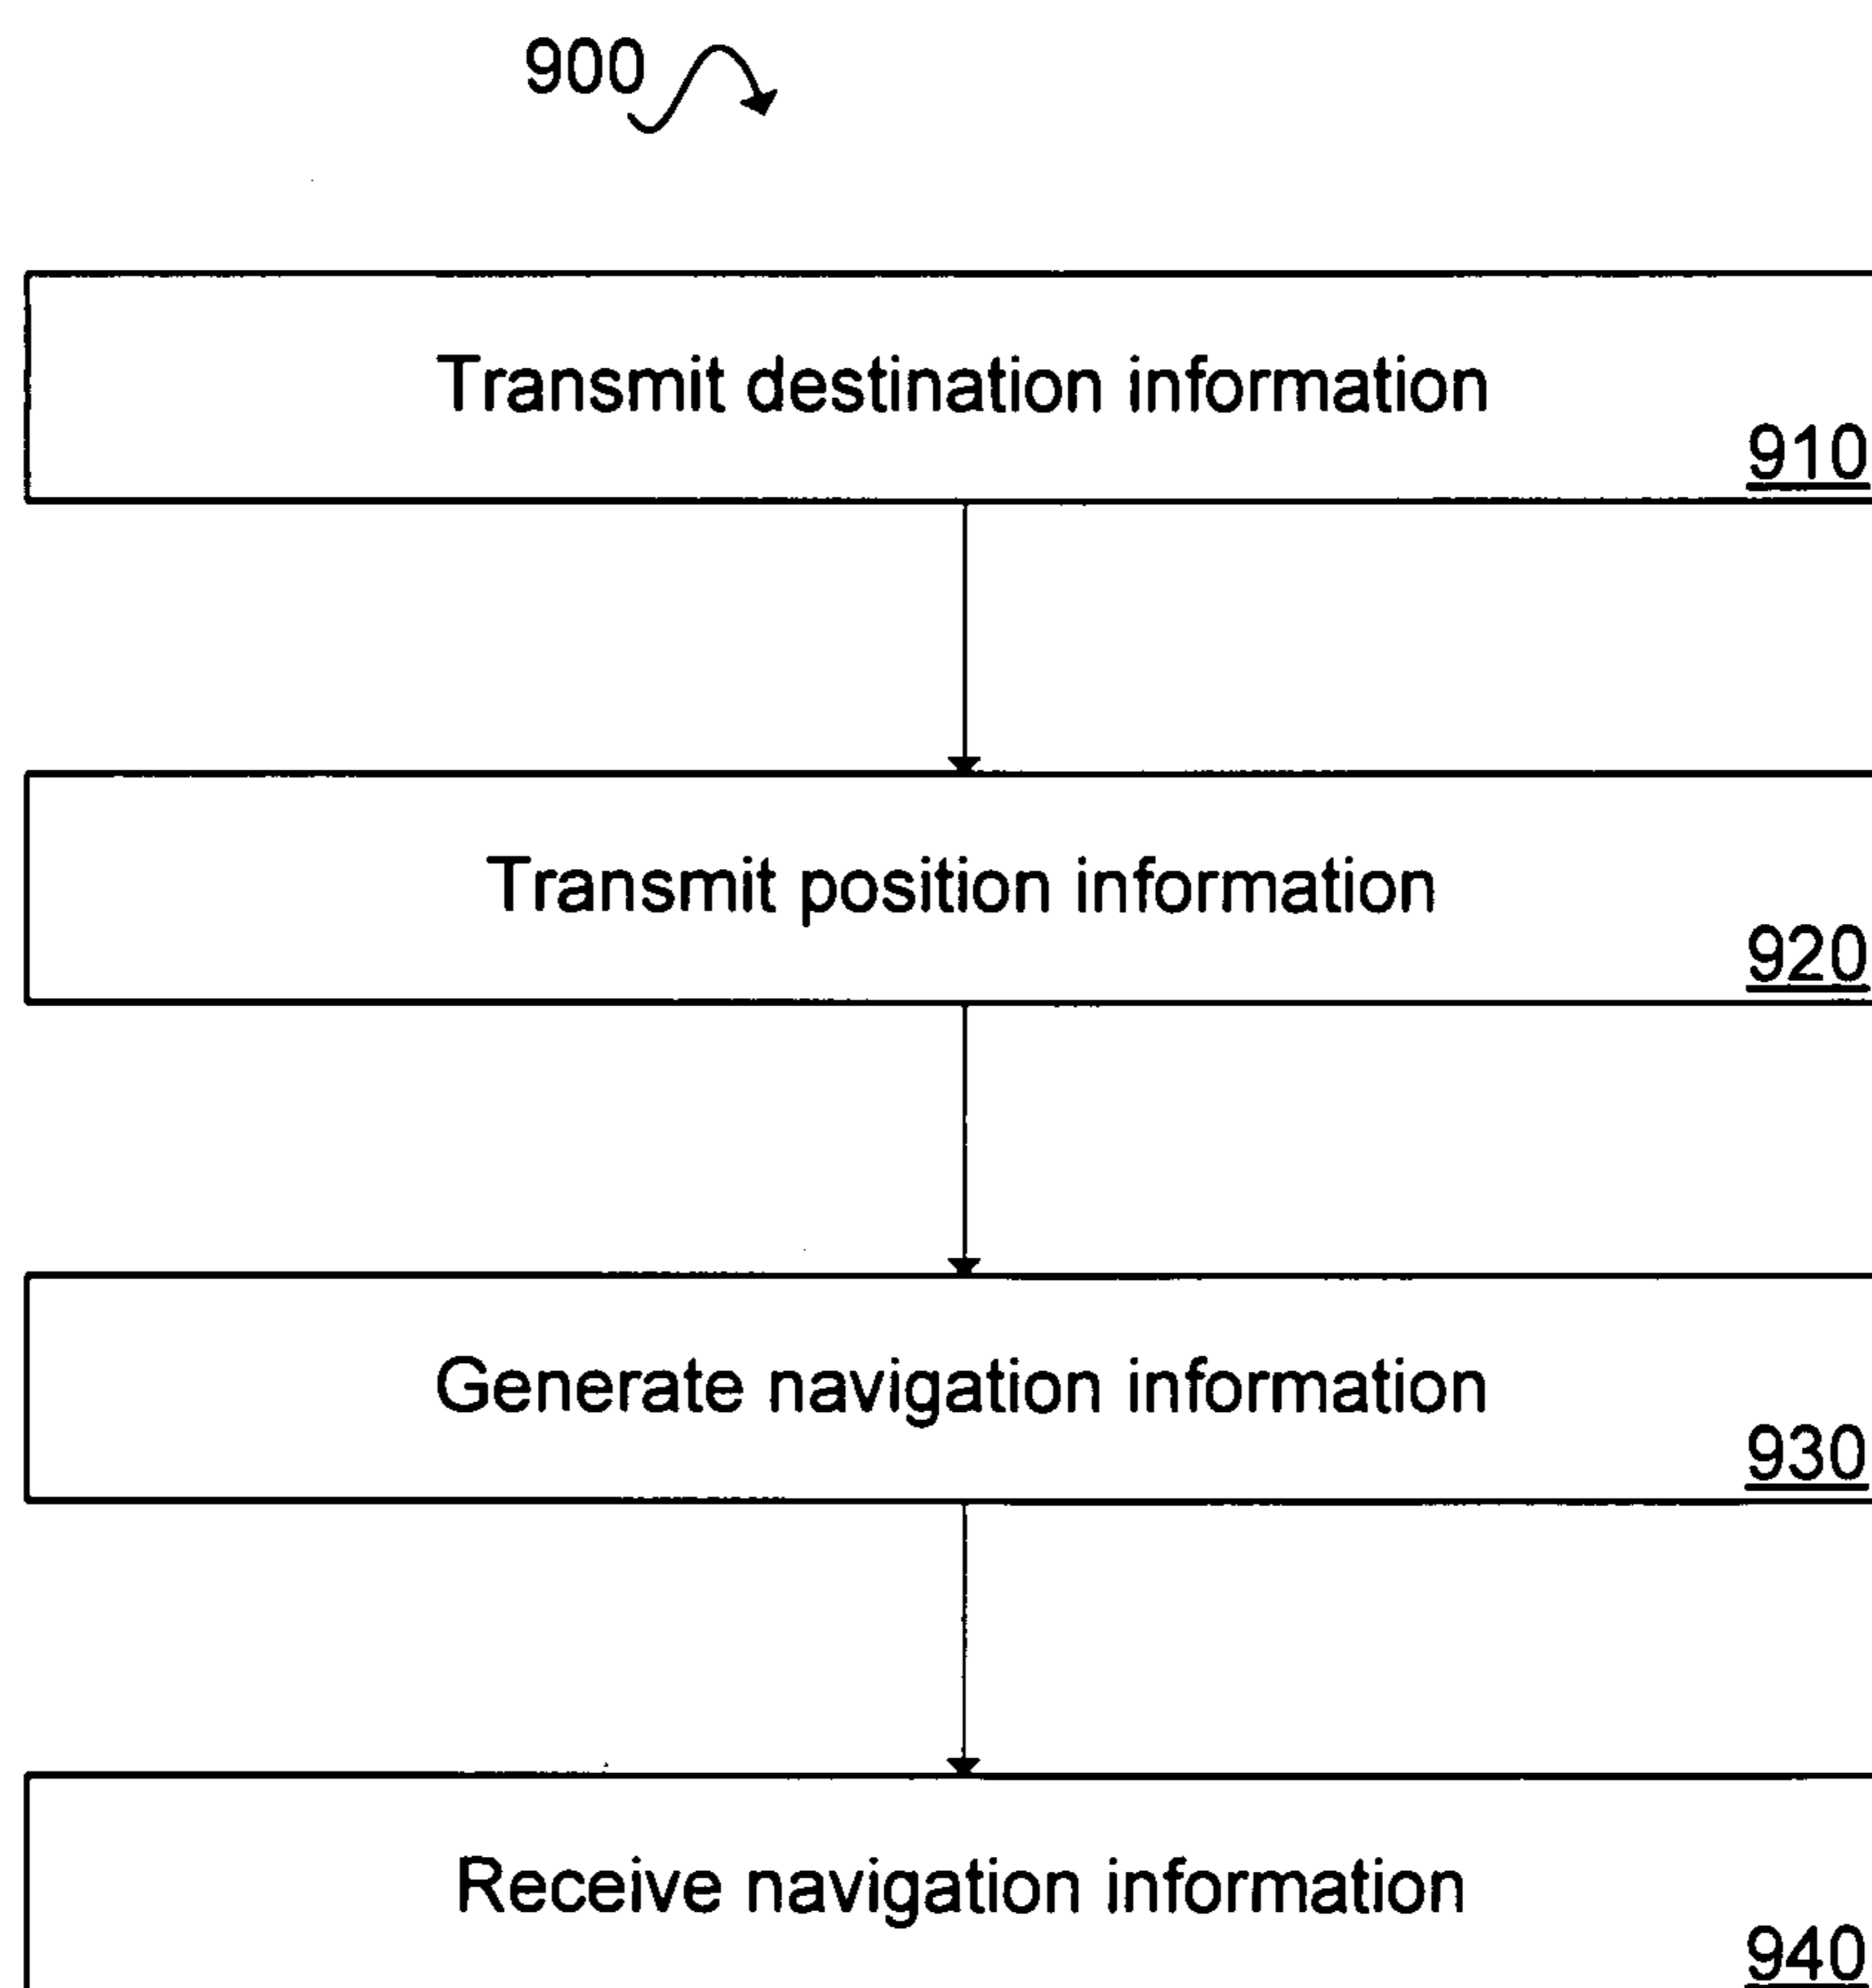 900
Transmit destination information
910
Transmit position information
920
Generate navigation information
930
Receive navigation information
940